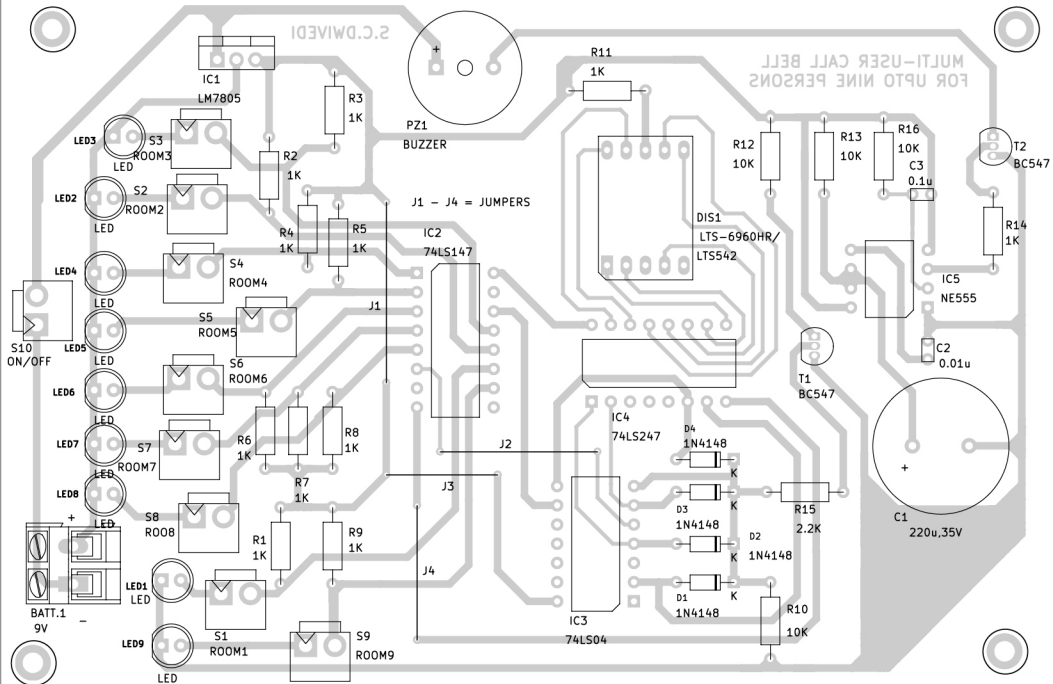 S.C.DWIVEDI
MULTI-USER CALL BELL
FOR UPTO NINE PERSONS
IC1
LM7805
R3
1K
+
PZ1
BUZZER
R11
1K
R12
10K
R13
10K
R16
10K
C3
0.1u
T2
BC547
LED3
LED
S3
ROOM3
R2
1K
LED2
LED
S2
ROOM2
J1 - J4 = JUMPERS
R4
1K
R5
1K
IC2
74LS147
DIS1
LTS-6960HR/
LTS542
R14
1K
LED4
LED
S4
ROOM4
IC5
NE555
J1
S10
ON/OFF
LED5
LED
S5
ROOM5
C2
0.01u
T1
BC547
LED6
LED
S6
ROOM6
IC4
74LS247
LED7
LED
S7
ROOM7
R6
1K
R7
1K
R8
1K
J2
J3
D4
1N4148
K
+
C1
220u,35V
LED8
LED
S8
ROO8
D3
1N4148
K
R15
2.2K
+
BATT.1
9V
-
R1
1K
R9
1K
J4
D2
1N4148
K
LED1
LED
S1
ROOM1
D1
1N4148
K
IC3
74LS04
R10
10K
LED9
LED
S9
ROOM9